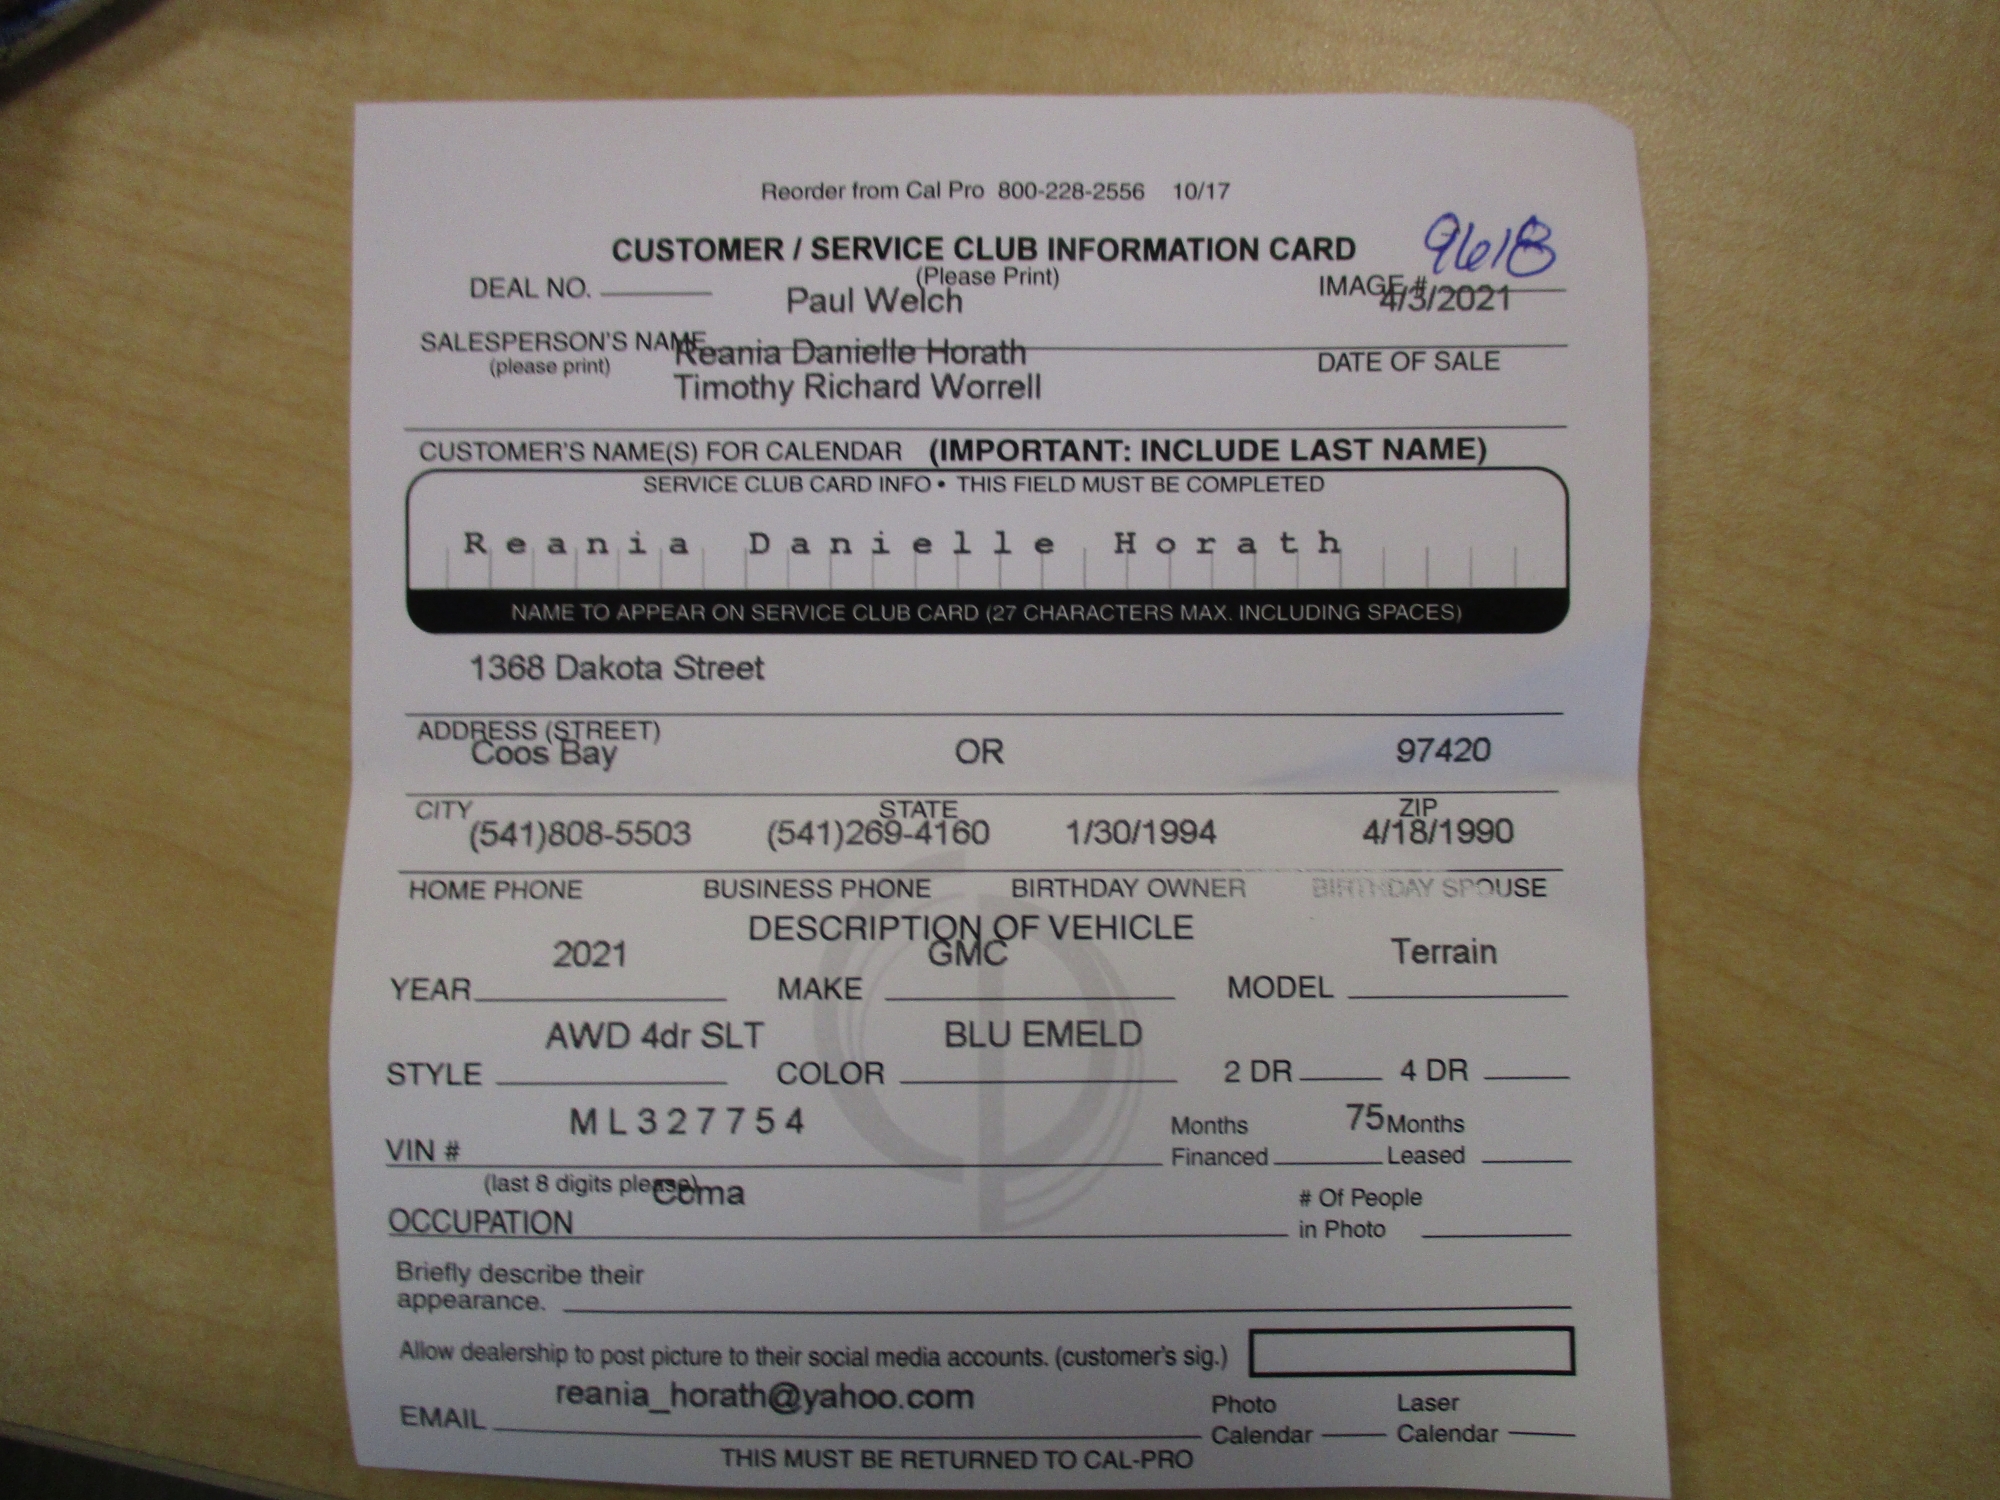 Reorder from Cal Pro 800-228-2556 10/17
CUSTOMER / SERVICE CLUB INFORMATION CARD 9618
(Please Print)
DEAL NO. Paul Welch IMAGE # 4/3/2021
SALESPERSON'S NAME Reania Danielle Horath
(please print) DATE OF SALE
Timothy Richard Worrell
CUSTOMER'S NAME(S) FOR CALENDAR (IMPORTANT: INCLUDE LAST NAME)
SERVICE CLUB CARD INFO • THIS FIELD MUST BE COMPLETED
Reania Danielle Horath
NAME TO APPEAR ON SERVICE CLUB CARD (27 CHARACTERS MAX. INCLUDING SPACES)
1368 Dakota Street
ADDRESS (STREET)
Coos Bay OR 97420
CITY STATE ZIP
(541)808-5503 (541)269-4160 1/30/1994 4/18/1990
HOME PHONE BUSINESS PHONE BIRTHDAY OWNER BIRTHDAY SPOUSE
DESCRIPTION OF VEHICLE
2021 GMC Terrain
YEAR MAKE MODEL
AWD 4dr SLT BLU EMELD
STYLE COLOR 2 DR 4 DR
ML327754 Months 75 Months
VIN # Financed Leased
(last 8 digits please) Ccma # Of People
OCCUPATION in Photo
Briefly describe their
appearance.
Allow dealership to post picture to their social media accounts. (customer's sig.)
reania_horath@yahoo.com Photo Laser
EMAIL Calendar Calendar
THIS MUST BE RETURNED TO CAL-PRO